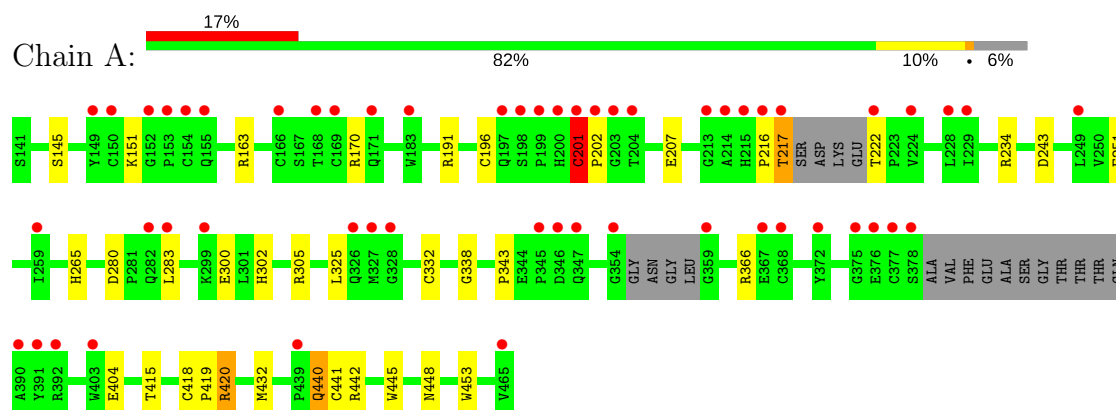 17%
Chain A:
82% 10% • 6%
S141 S145 Y149 C150 K151 G152 P153 C154 Q155 R163 C166 S167 T168 C169 R170 Q171 W183 R191 C196 Q197 S198 P199 H200 C201 P202 G203 T204 E207 G213 A214 H215 P216 T217 SER ASP LYS GLU T222 P223 V224 L228 I229 R234 D243 L249 V250
I259 H265 D280 P281 Q282 L283 K299 E300 L301 H302 R305 L325 Q326 M327 G328 C332 G338 P343 E344 P345 D346 Q347 G354 GLY ASN GLY LEU G359 R366 E367 C368 Y372 G375 E376 C377 S378 ALA VAL PHE GLU ALA SER GLY THR THR THR GLN
A390 Y391 R392 W403 E404 T415 C418 P419 R420 M432 P439 Q440 C441 R442 W445 N448 W453 V465